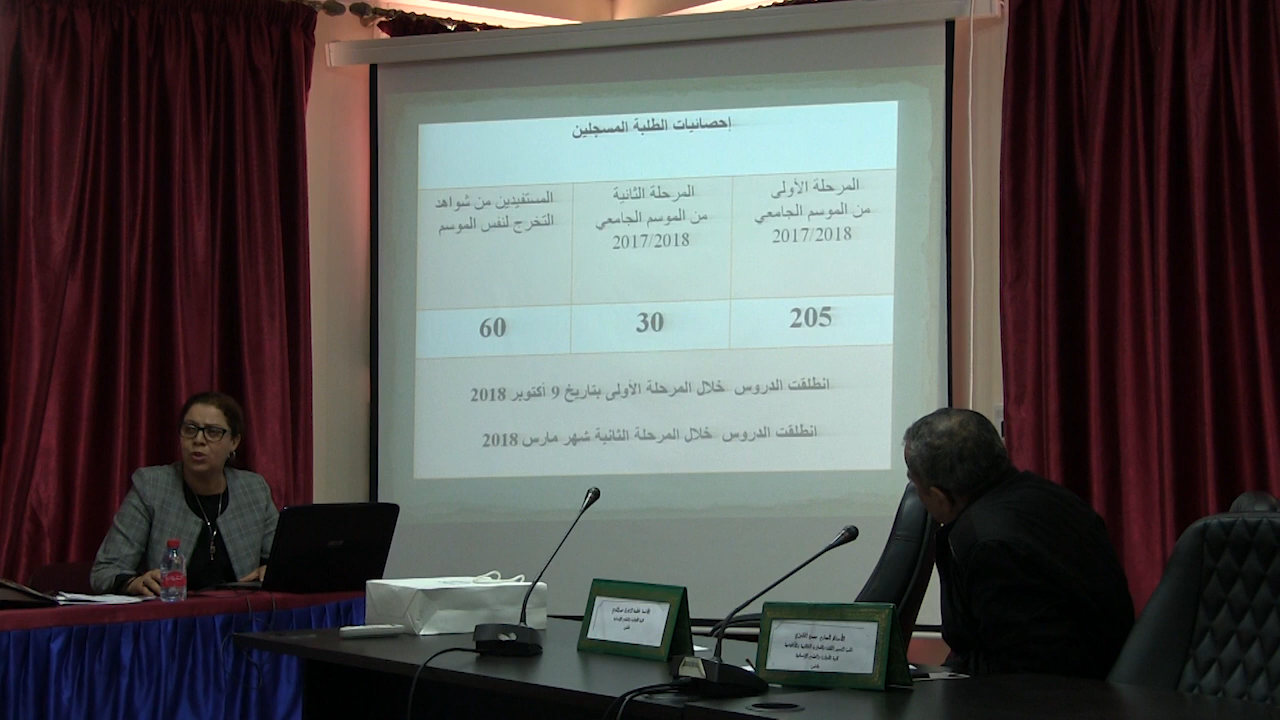 إحصائيات الطلبة المسجلين
المرحلة الأولى
من الموسم الجامعي
2017/2018
المرحلة الثانية
من الموسم الجامعي
2017/2018
المستفيدين من شواهد
التخرج لنفس الموسم
205
30
60
انطلقت الدروس خلال المرحلة الأولى بتاريخ 9 أكتوبر 2018
انطلقت الدروس خلال المرحلة الثانية شهر مارس 2018